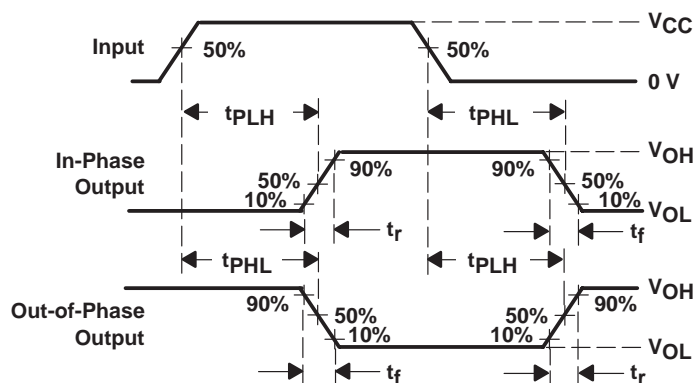 VCC
Input
50%
50%
0 V
tPLH
tPHL
VOH
In-Phase
Output
90%
90%
50%
50%
10%
10%
VOL
tr
tf
tPHL
tPLH
VOH
90%
90%
Out-of-Phase
Output
50%
50%
10%
10%
VOL
tf
tr